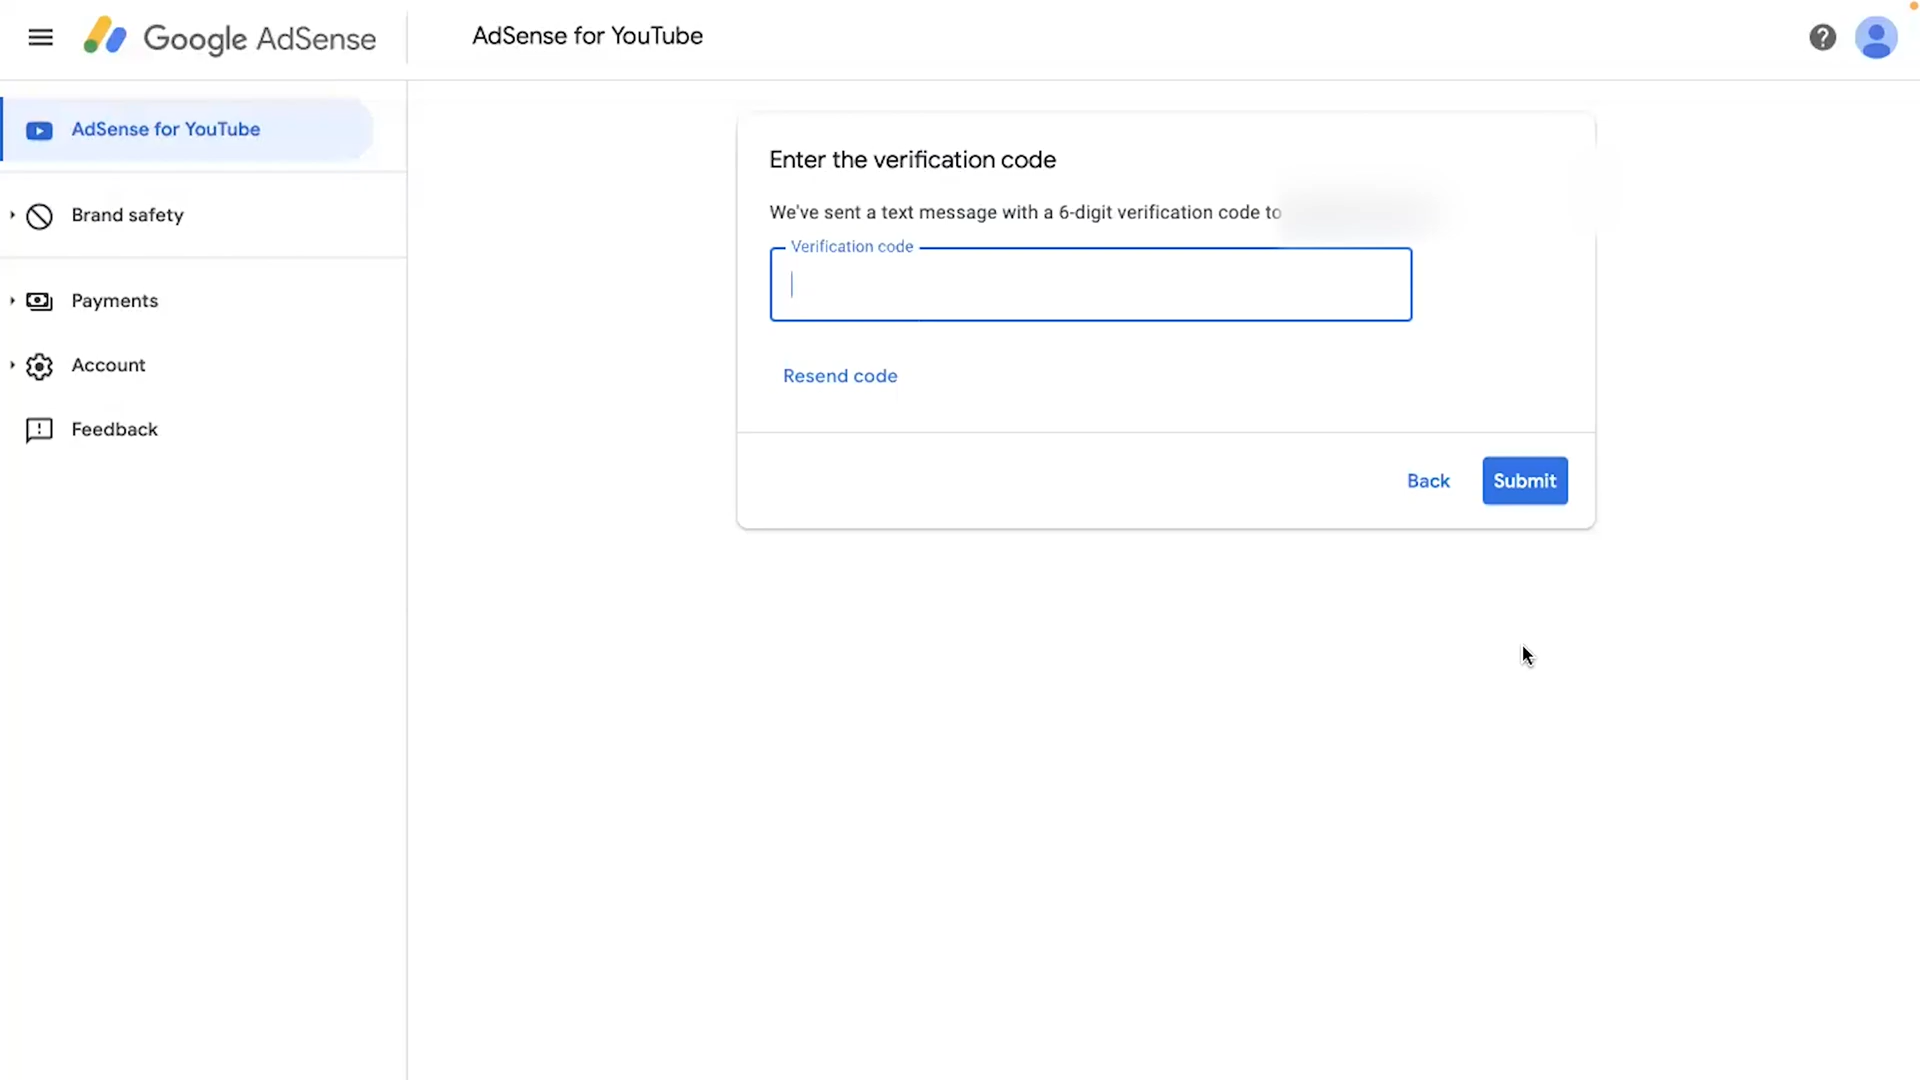 Google AdSense
AdSense for YouTube
AdSense for YouTube
Brand safety
Payments
Account
Feedback
Enter the verification code
We've sent a text message with a 6-digit verification code to
Verification code
Resend code
Back
Submit